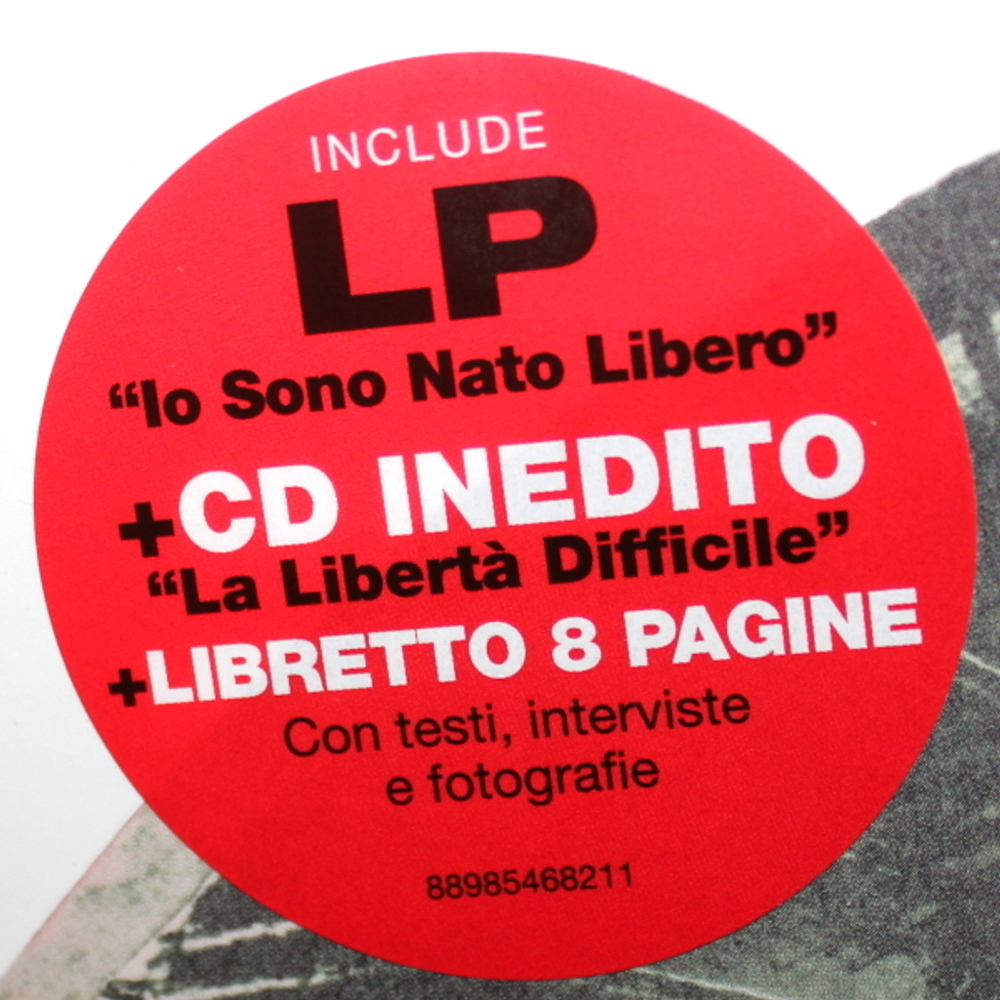 INCLUDE
LP
“Io Sono Nato Libero”
+CD INEDITO
“La Libertà Difficile”
+LIBRETTO 8 PAGINE
Con testi, interviste
e fotografie
88985468211